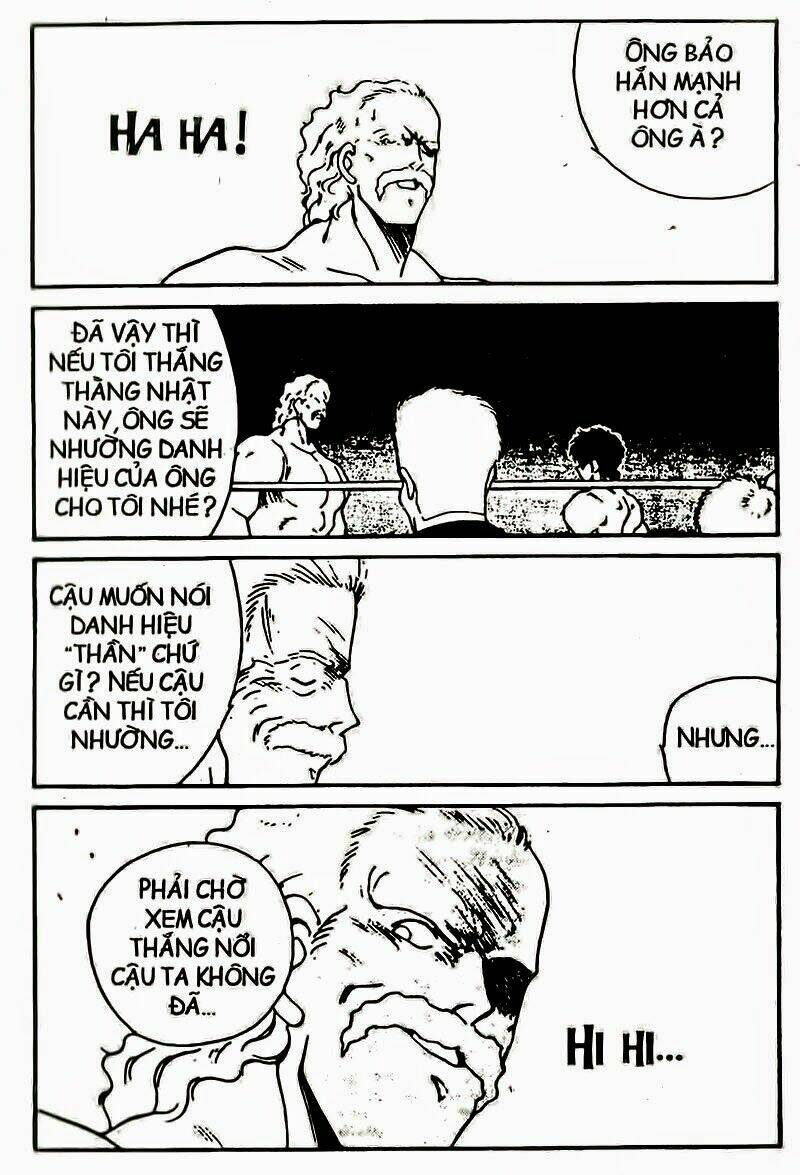 ÔNG BẢO
HẮN MẠNH
HƠN CẢ
ÔNG À?
HA HA!
ĐÃ VẬY THÌ
NẾU TÔI THẮNG
THẰNG NHẬT
NÀY, ÔNG SẼ
NHƯỜNG DANH
HIỆU CỦA ÔNG
CHO TÔI NHÉ?
CẬU MUỐN NÓI
DANH HIỆU
"THẦN" CHỨ
GÌ? NẾU CẬU
CẦN THÌ TÔI
NHƯỜNG...
NHƯNG...
PHẢI CHỜ
XEM CẬU
THẮNG NỔI
CẬU TA KHÔNG
ĐÃ...
HI HI...